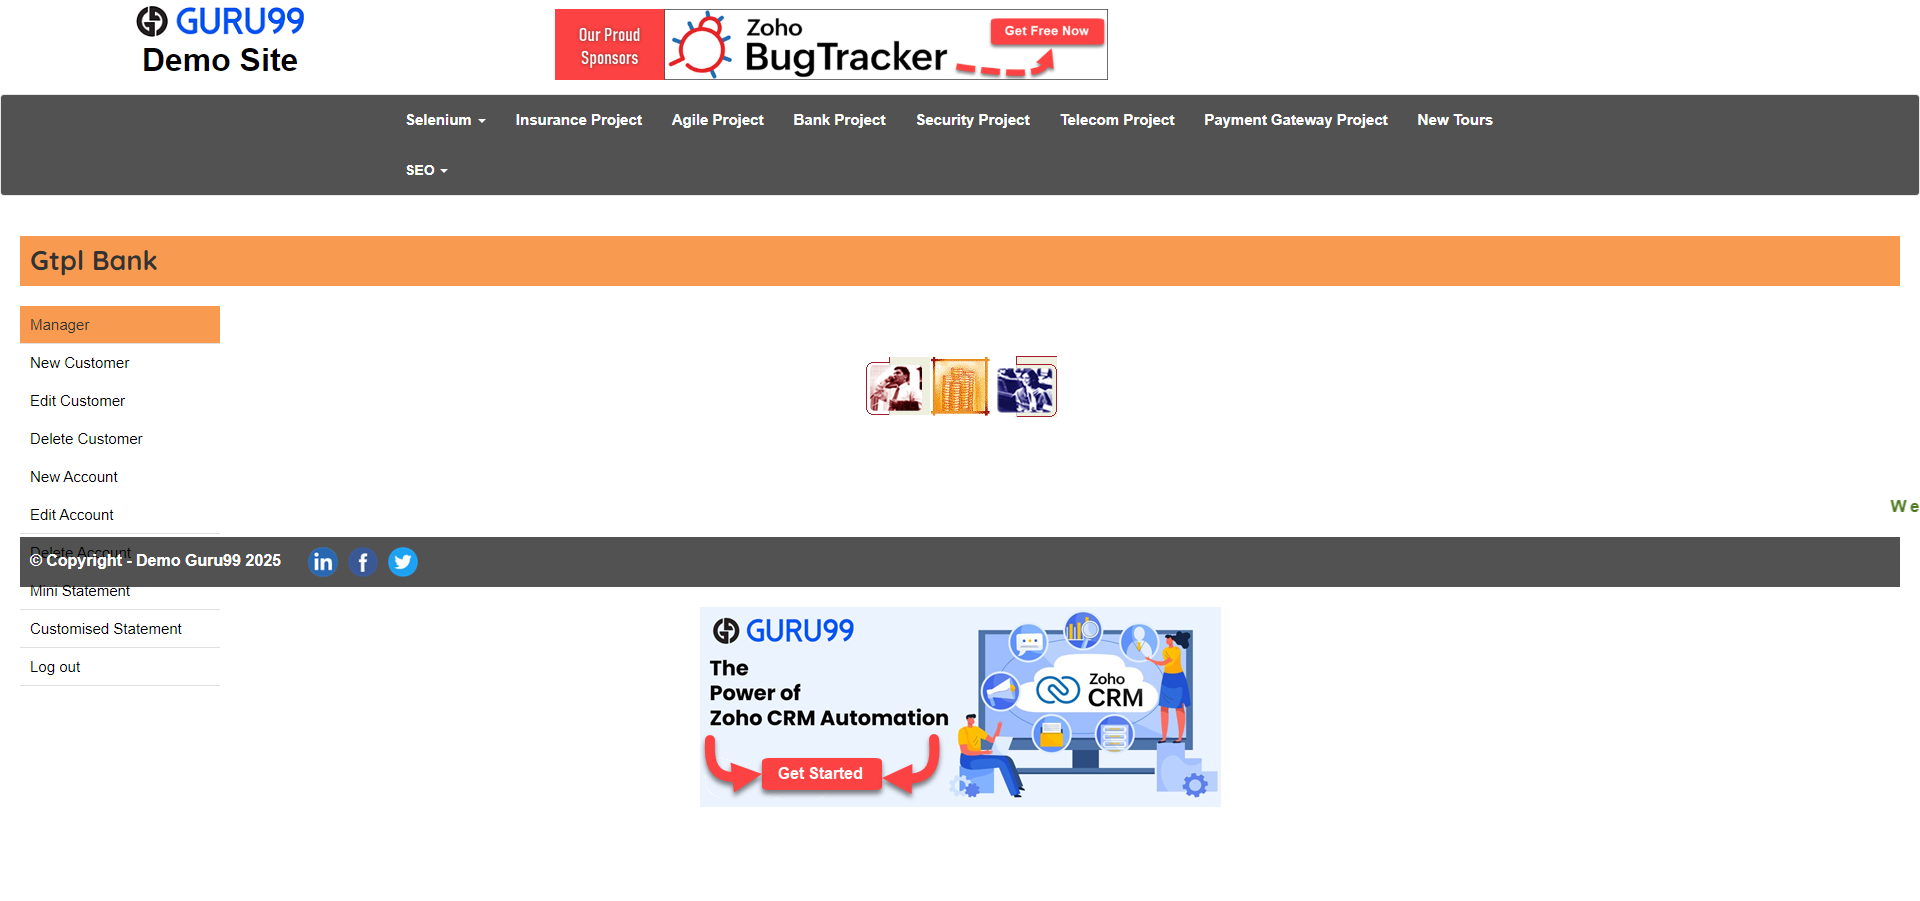 GURU99
Demo Site
Our Proud
Sponsors
Zoho
BugTracker
Get Free Now
Selenium
Insurance Project
Agile Project
Bank Project
Security Project
Telecom Project
Payment Gateway Project
New Tours
SEO
Gtpl Bank
Manager
New Customer
Edit Customer
Delete Customer
New Account
Edit Account
We
Delete Account
© Copyright - Demo Guru99 2025
in
f
Mini Statement
Customised Statement
Log out
GURU99
The
Power of
Zoho CRM Automation
Get Started
Zoho
CRM